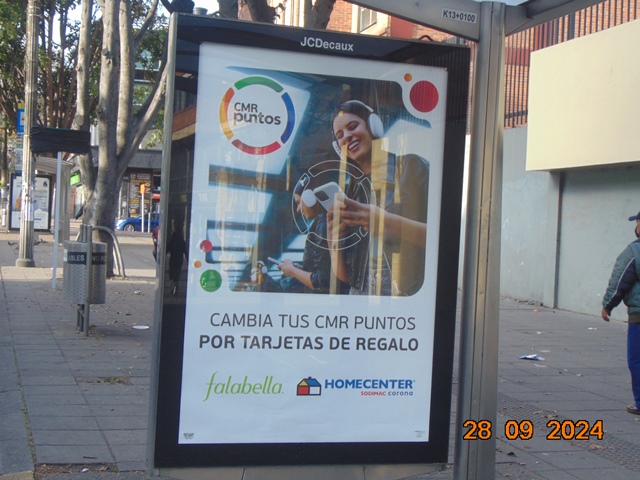 K13+0100
JCDecaux
CMR
puntos
CAMBIA TUS CMR PUNTOS
POR TARJETAS DE REGALO
falabella.
HOMECENTER
SODIMAC corona
28 09 2024